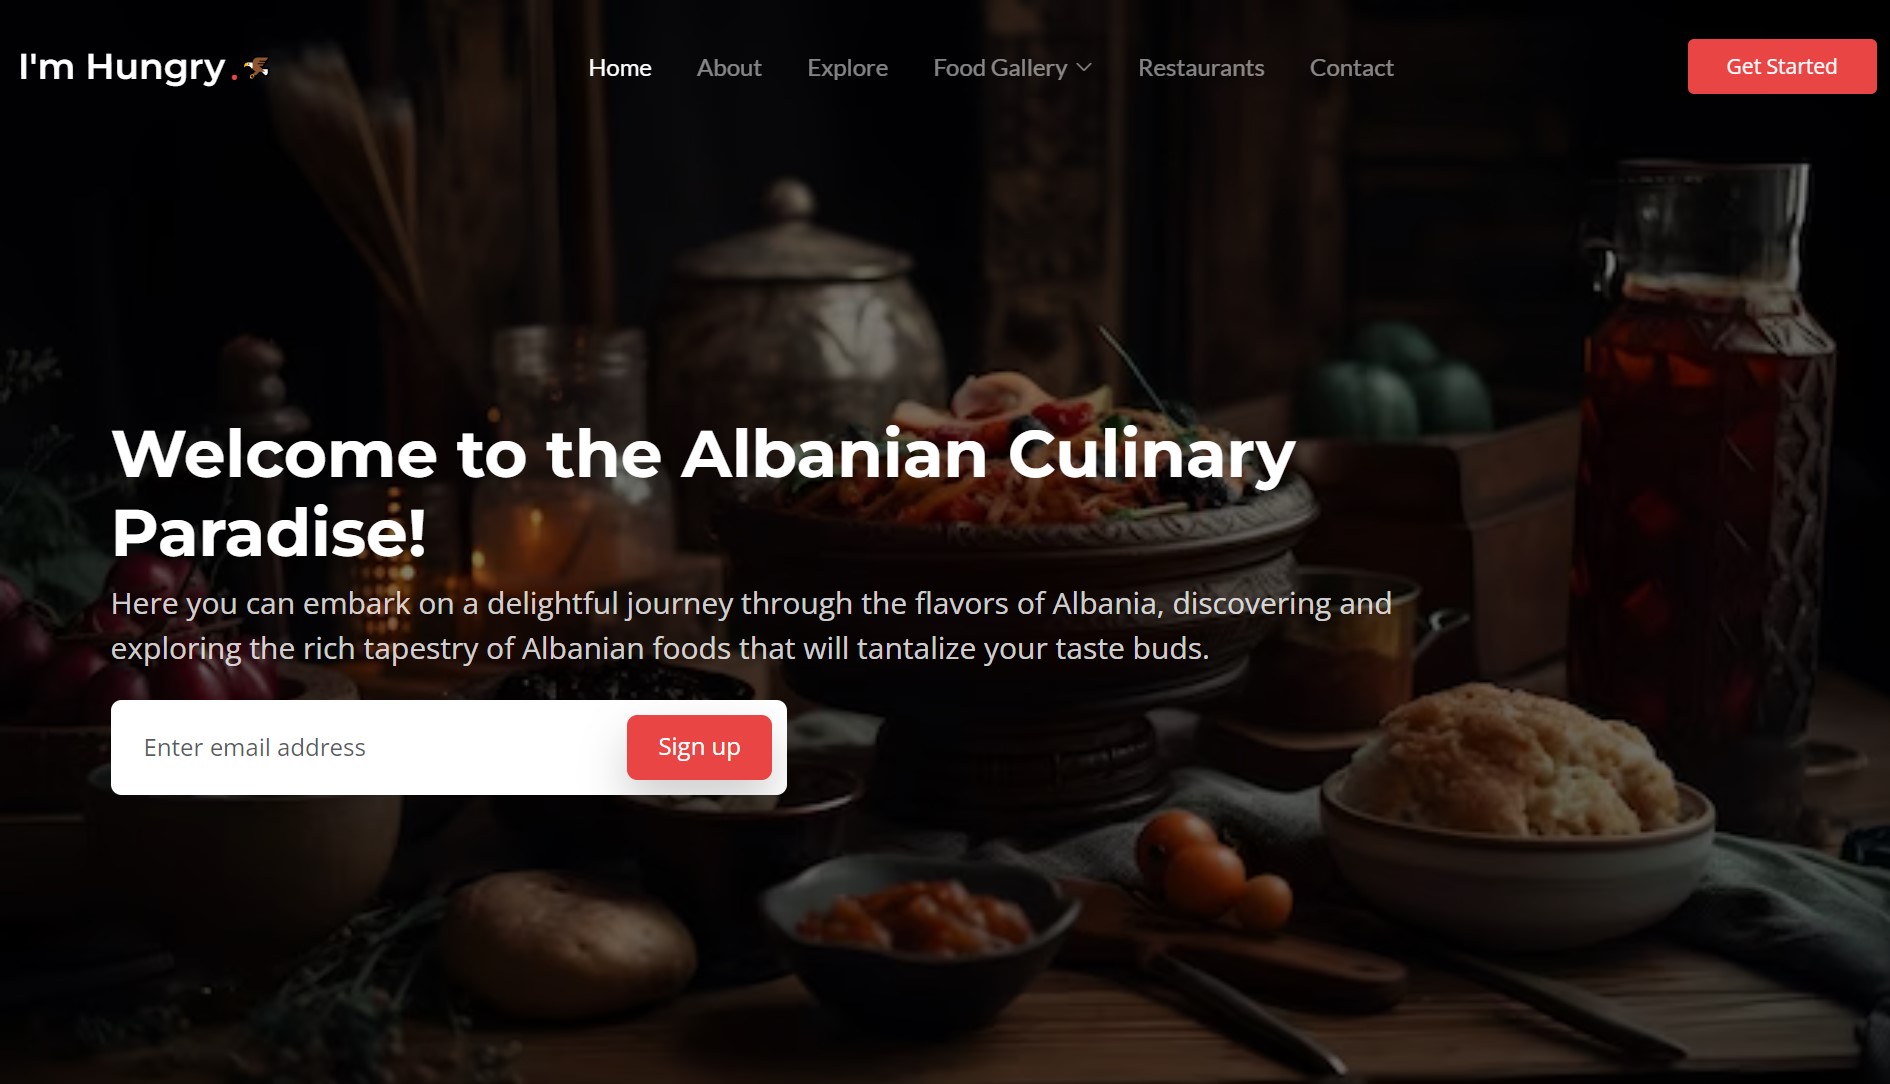 I'm Hungry.
Home About Explore Food Gallery Restaurants Contact
Get Started
Welcome to the Albanian Culinary
Paradise!
Here you can embark on a delightful journey through the flavors of Albania, discovering and
exploring the rich tapestry of Albanian foods that will tantalize your taste buds.
Enter email address
Sign up